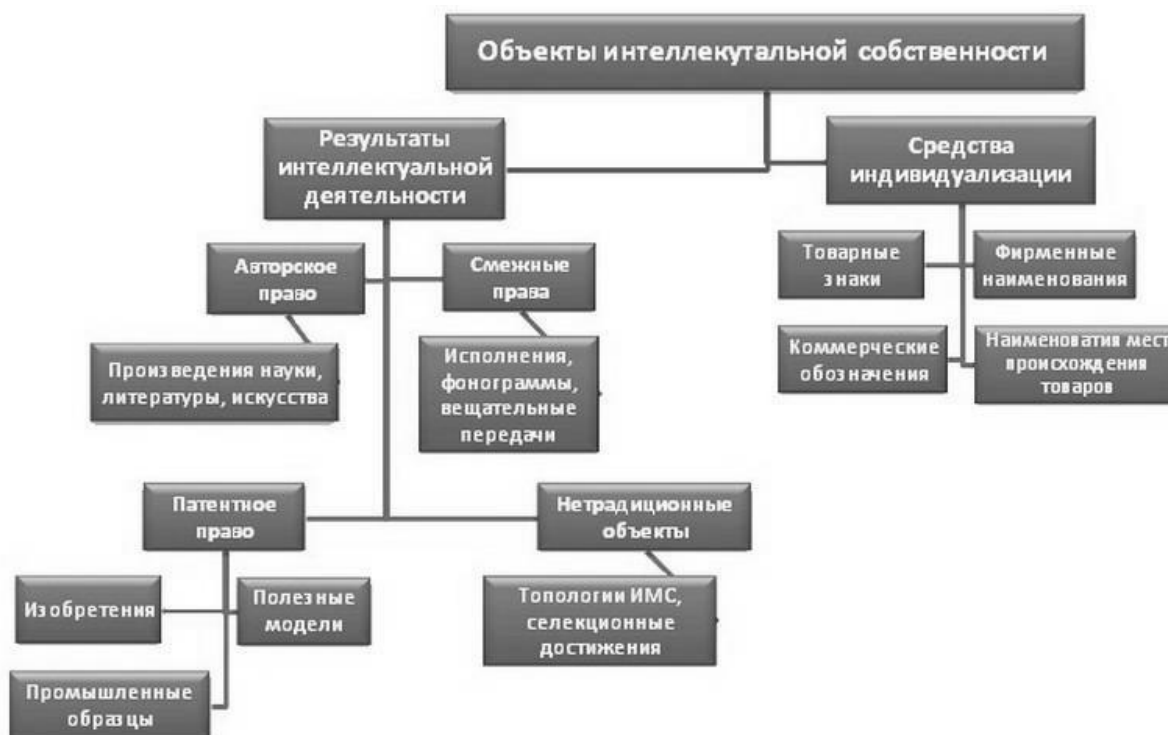 Объекты интеллекутальной собственности
Результаты
интеллектуальной
деятельности
Средства
индивидуализации
Авторское
право
Смежные
права
Товарные
знаки
Фирменные
наименования
Произведения науки,
литературы, искусства
Исполнения,
фонограммы,
вещательные
передачи
Коммерческие
обозначения
Наименоватия мест
происхождения
товаров
Патентное
право
Нетрадиционные
объекты
Изобретения
Полезные
модели
Топологии ИМС,
селекционные
достижения
Промышленные
образцы